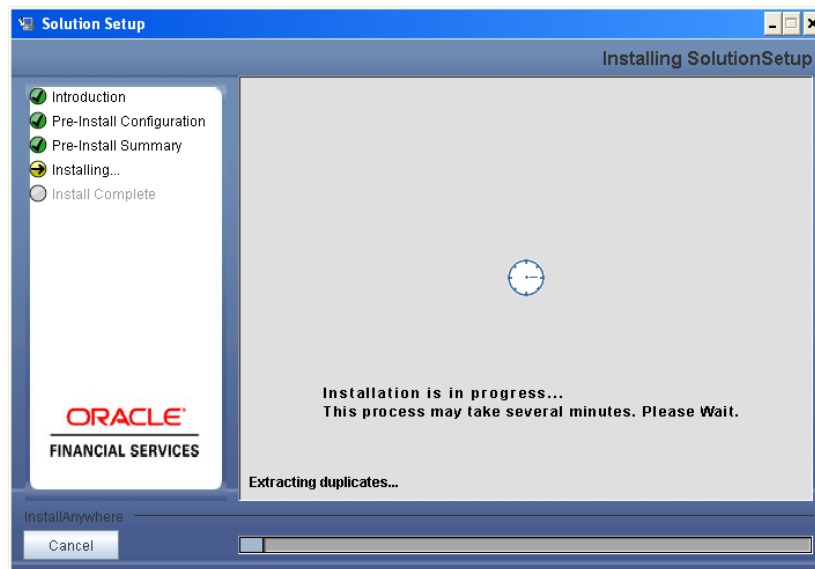 Solution Setup
Installing SolutionSetup
Introduction
Pre-Install Configuration
Pre-Install Summary
Installing...
Install Complete
ORACLE
FINANCIAL SERVICES
Installation is in progress...
This process may take several minutes. Please Wait.
Extracting duplicates...
InstallAnywhere
Cancel